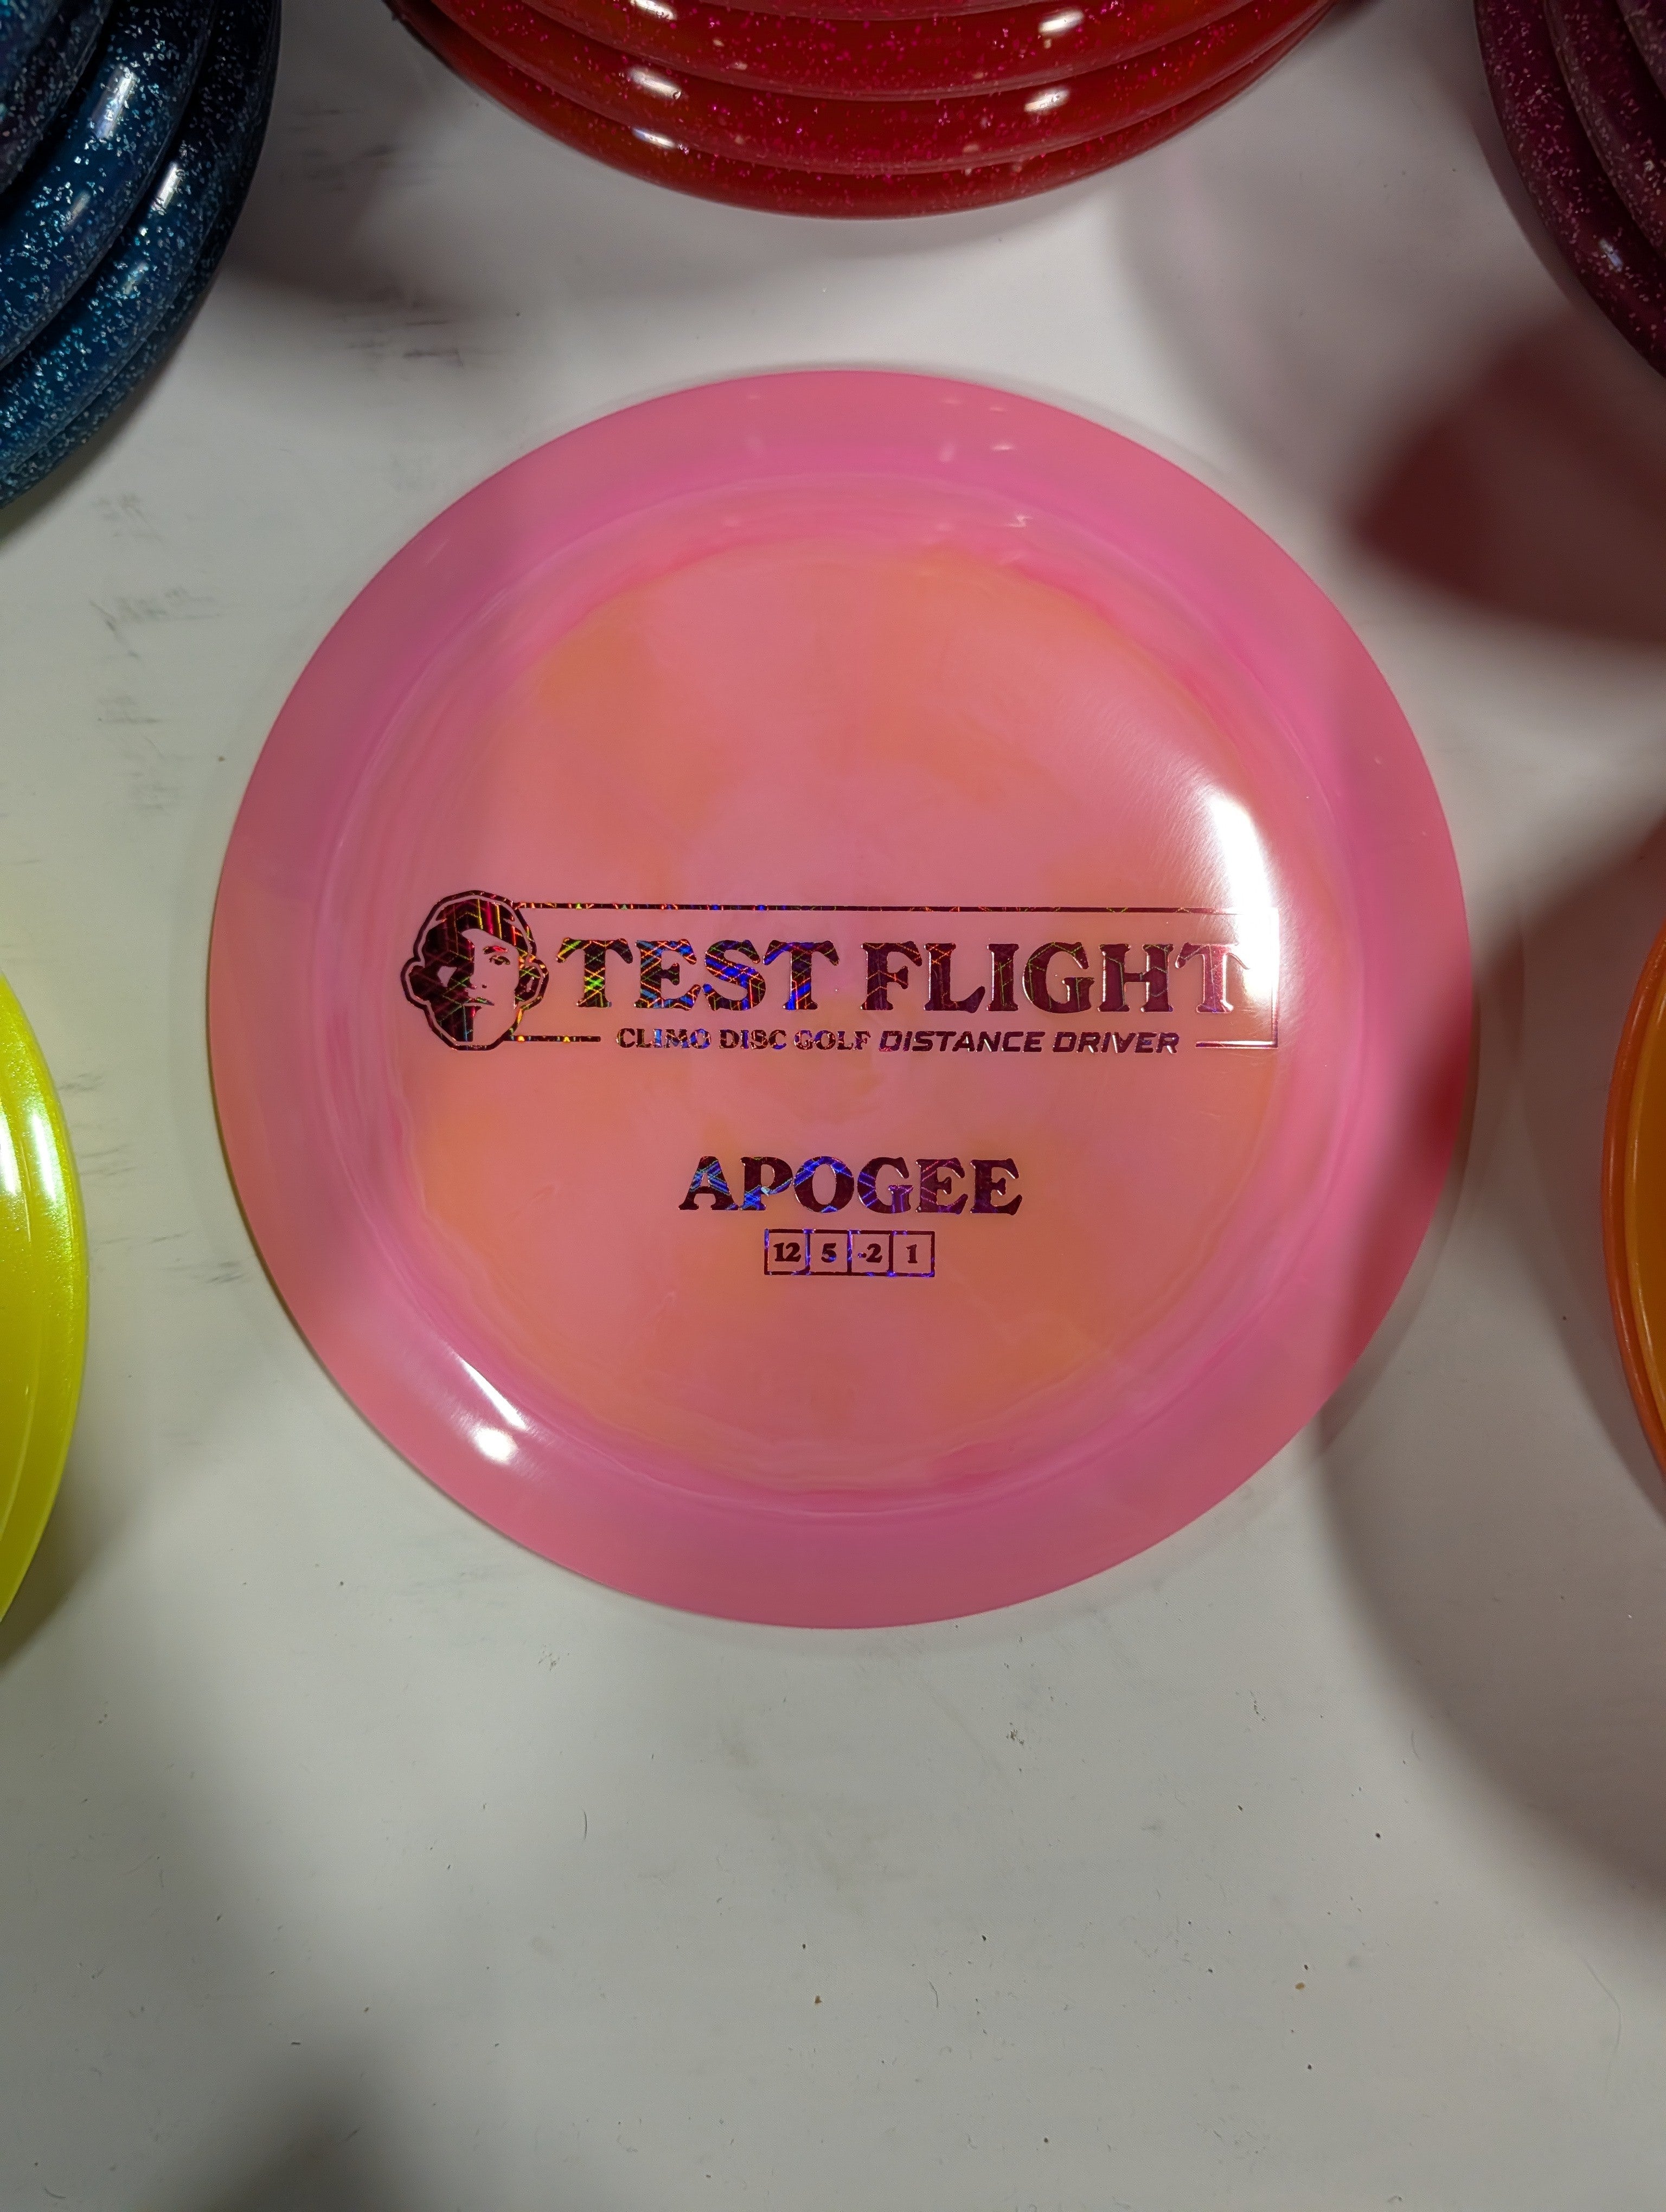 TEST FLIGHT
CLIMO DISC GOLF DISTANCE DRIVER
APOGEE
12 5 -2 1